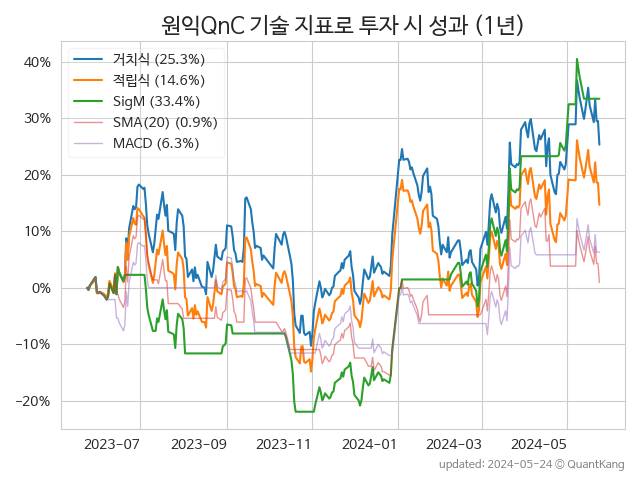 원익QnC 기술 지표로 투자 시 성과 (1년)
거치식 (25.3%)
적립식 (14.6%)
SigM (33.4%)
SMA(20) (0.9%)
MACD (6.3%)
40%
30%
20%
10%
0%
−10%
−20%
2023-07
2023-09
2023-11
2024-01
2024-03
2024-05
updated: 2024-05-24 © QuantKang